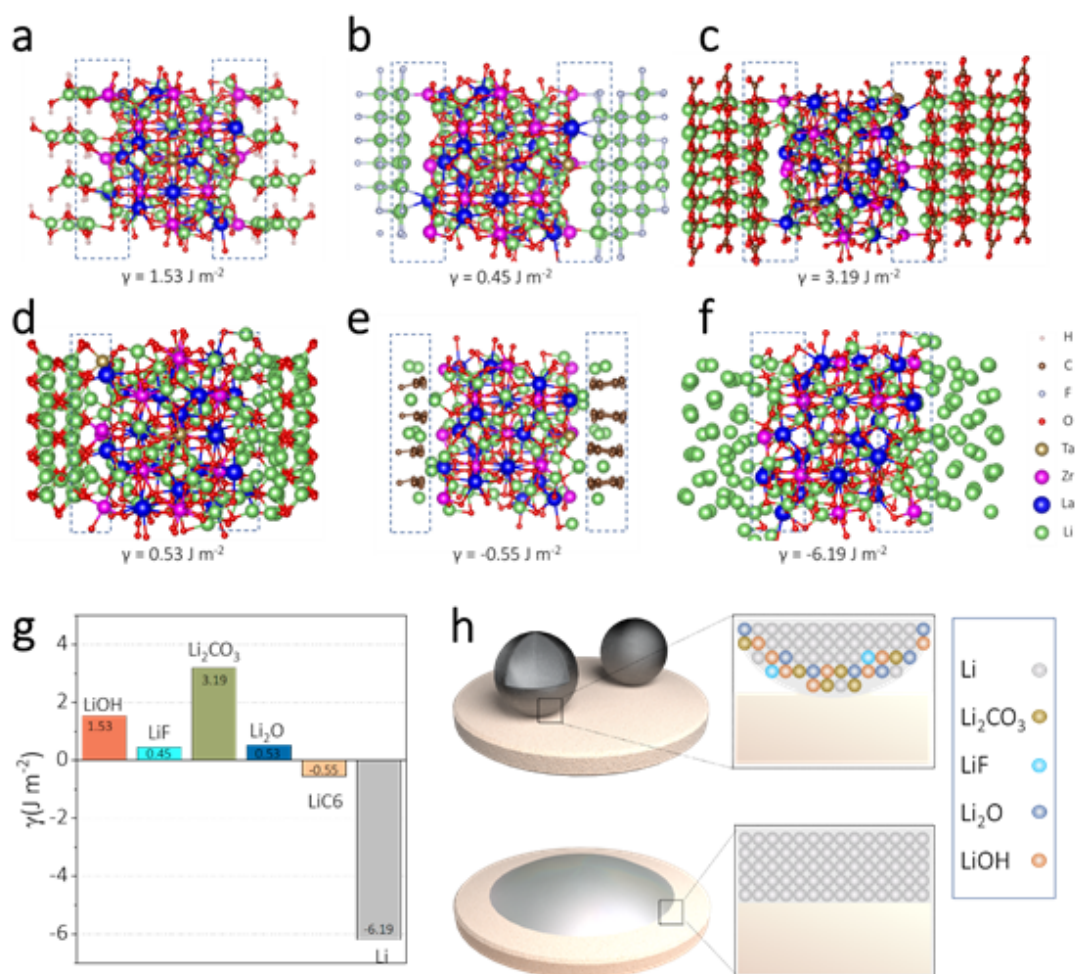 a
b
c
γ = 1.53 J m⁻²
γ = 0.45 J m⁻²
γ = 3.19 J m⁻²
d
e
f
γ = 0.53 J m⁻²
γ = -0.55 J m⁻²
γ = -6.19 J m⁻²
H
C
F
O
Ta
Zr
La
Li
g
γ(J m⁻²)
4
2
0
-2
-4
-6
LiOH
1.53
LiF
0.45
Li₂CO₃
3.19
Li₂O
0.53
-0.55
LiC6
-6.19
Li
h
Li
Li₂CO₃
LiF
Li₂O
LiOH